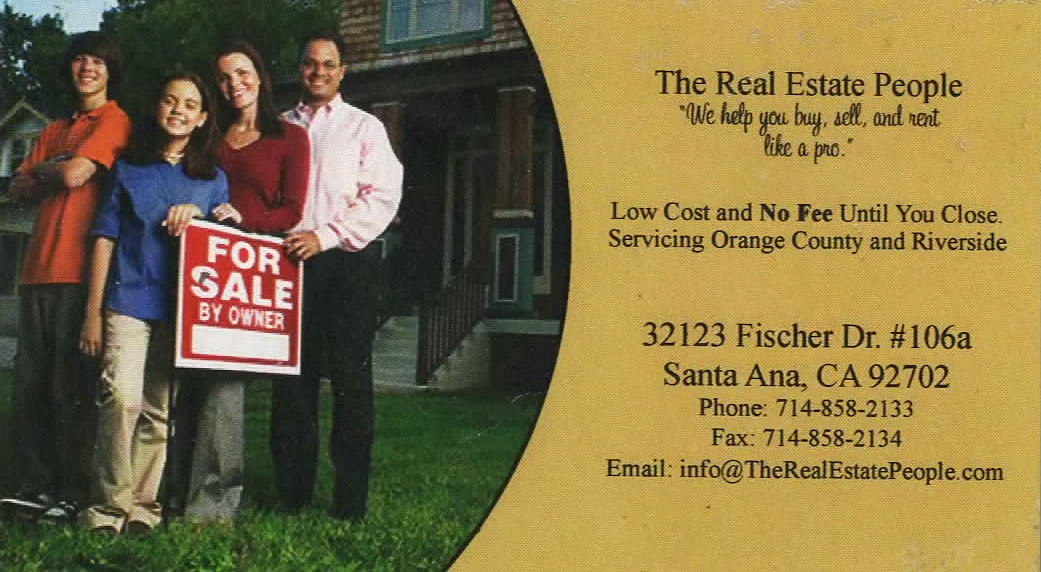 FOR
SALE
BY OWNER
The Real Estate People
"We help you buy, sell, and rent
like a pro."
Low Cost and No Fee Until You Close.
Servicing Orange County and Riverside
32123 Fischer Dr. #106a
Santa Ana, CA 92702
Phone: 714-858-2133
Fax: 714-858-2134
Email: info@TheRealEstatePeople.com